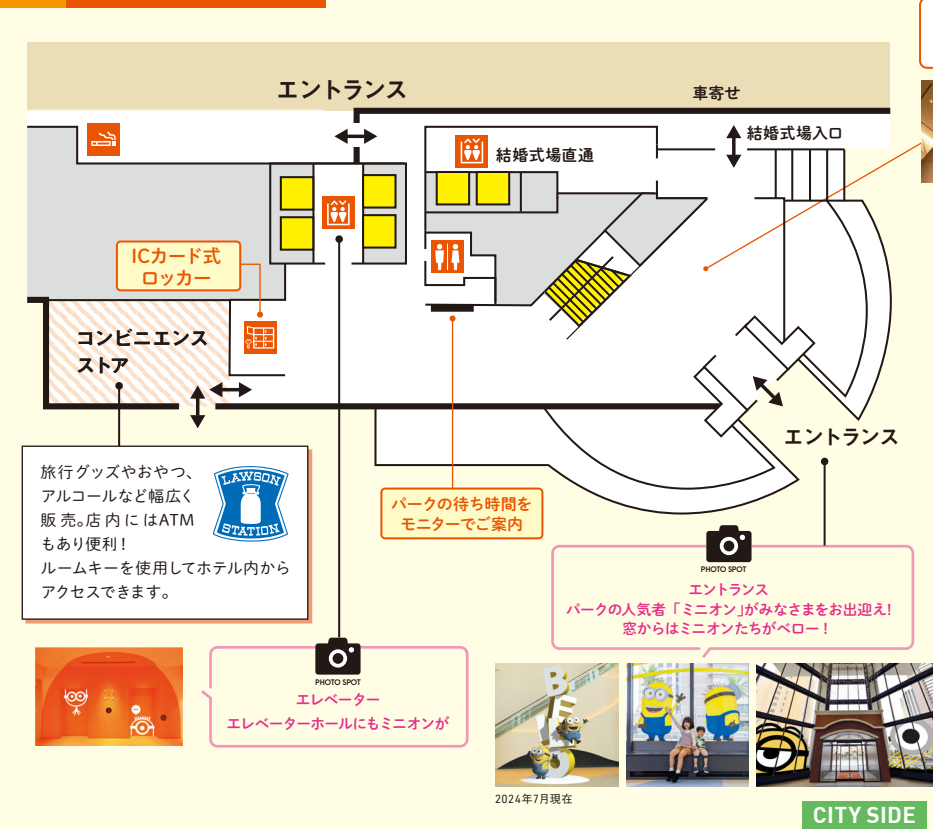 エントランス
車寄せ
結婚式場入口
結婚式場直通
ICカード式
ロッカー
コンビニエンス
ストア
エントランス
旅行グッズやおやつ、
アルコールなど幅広く
販売。店内にはATM
もあり便利！
ルームキーを使用してホテル内から
アクセスできます。
LAWSON
STATION
パークの待ち時間を
モニターでご案内
PHOTO SPOT
エントランス
パークの人気者「ミニオン」がみなさまをお出迎え!
窓からはミニオンたちがベロー！
PHOTO SPOT
エレベーター
エレベーターホールにもミニオンが
BELLO
2024年7月現在
CITY SIDE